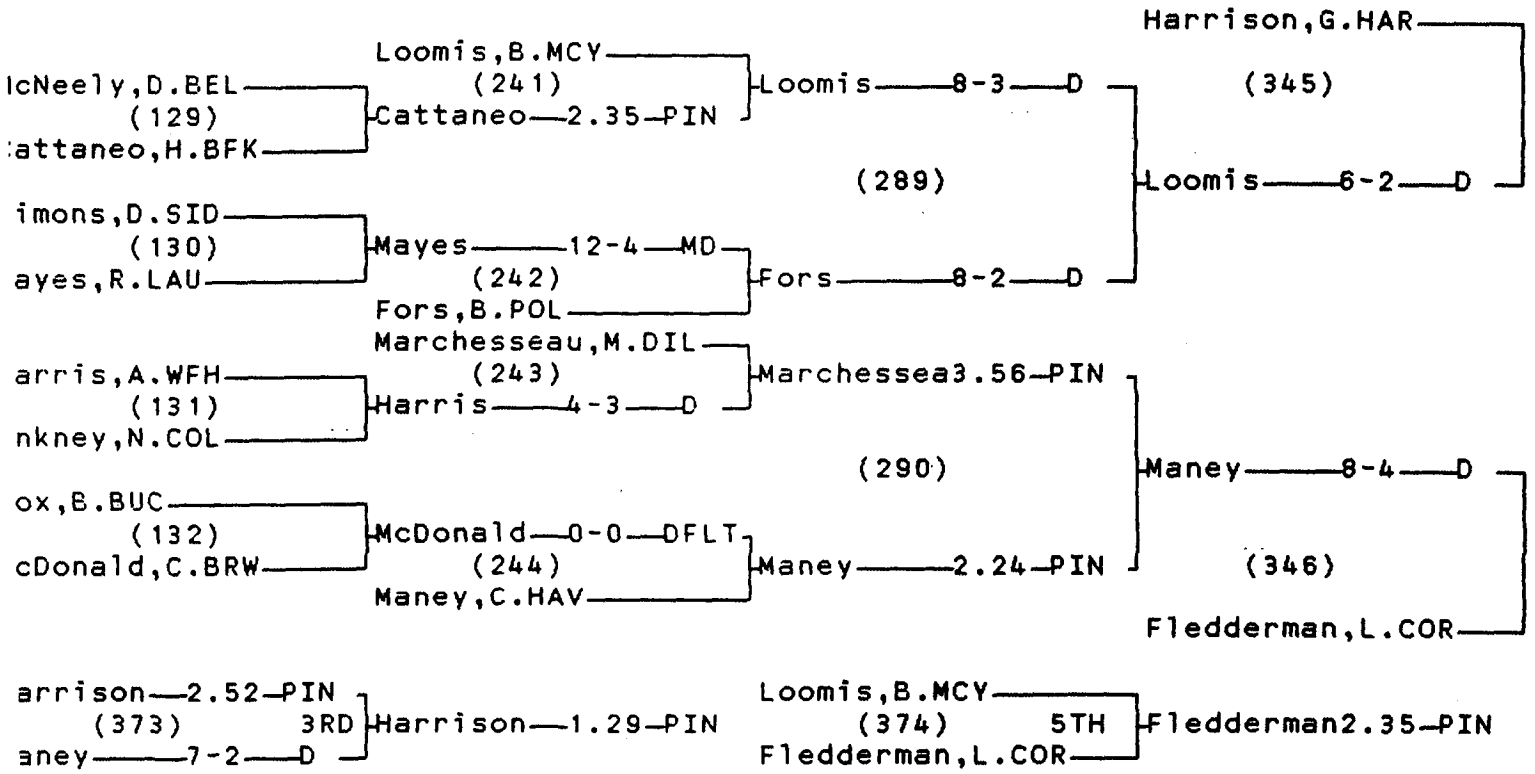 Harrison,G.HAR
Loomis,B.MCY
(241) Loomis 8-3 D (345)
McNeely,D.BEL
(129) Cattaneo 2.35 PIN
Cattaneo,H.BFK
(289) Loomis 6-2 D
imons,D.SID
(130) Mayes 12-4 MD
ayes,R.LAU (242) Fors 8-2 D
Fors,B.POL
Marchesseau,M.DIL
arris,A.WFH (243) Marchessea3.56 PIN
(131) Harris 4-3 D
nkney,N.COL
(290) Maney 8-4 D
ox,B.BUC
(132) McDonald 0-0 DFLT
cDonald,C.BRW (244) Maney 2.24 PIN (346)
Maney,C.HAV
Fledderman,L.COR
arrison 2.52 PIN Loomis,B.MCY
(373) 3RD Harrison 1.29 PIN (374) 5TH Fledderman2.35 PIN
aney 7-2 D Fledderman,L.COR